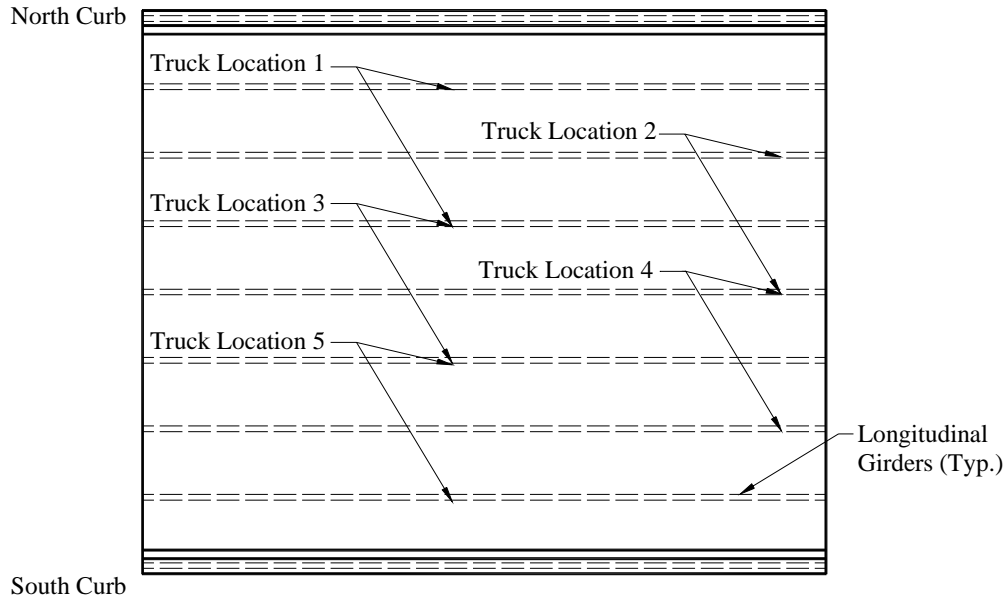 North Curb
Truck Location 1
Truck Location 2
Truck Location 3
Truck Location 4
Truck Location 5
Longitudinal
Girders (Typ.)
South Curb